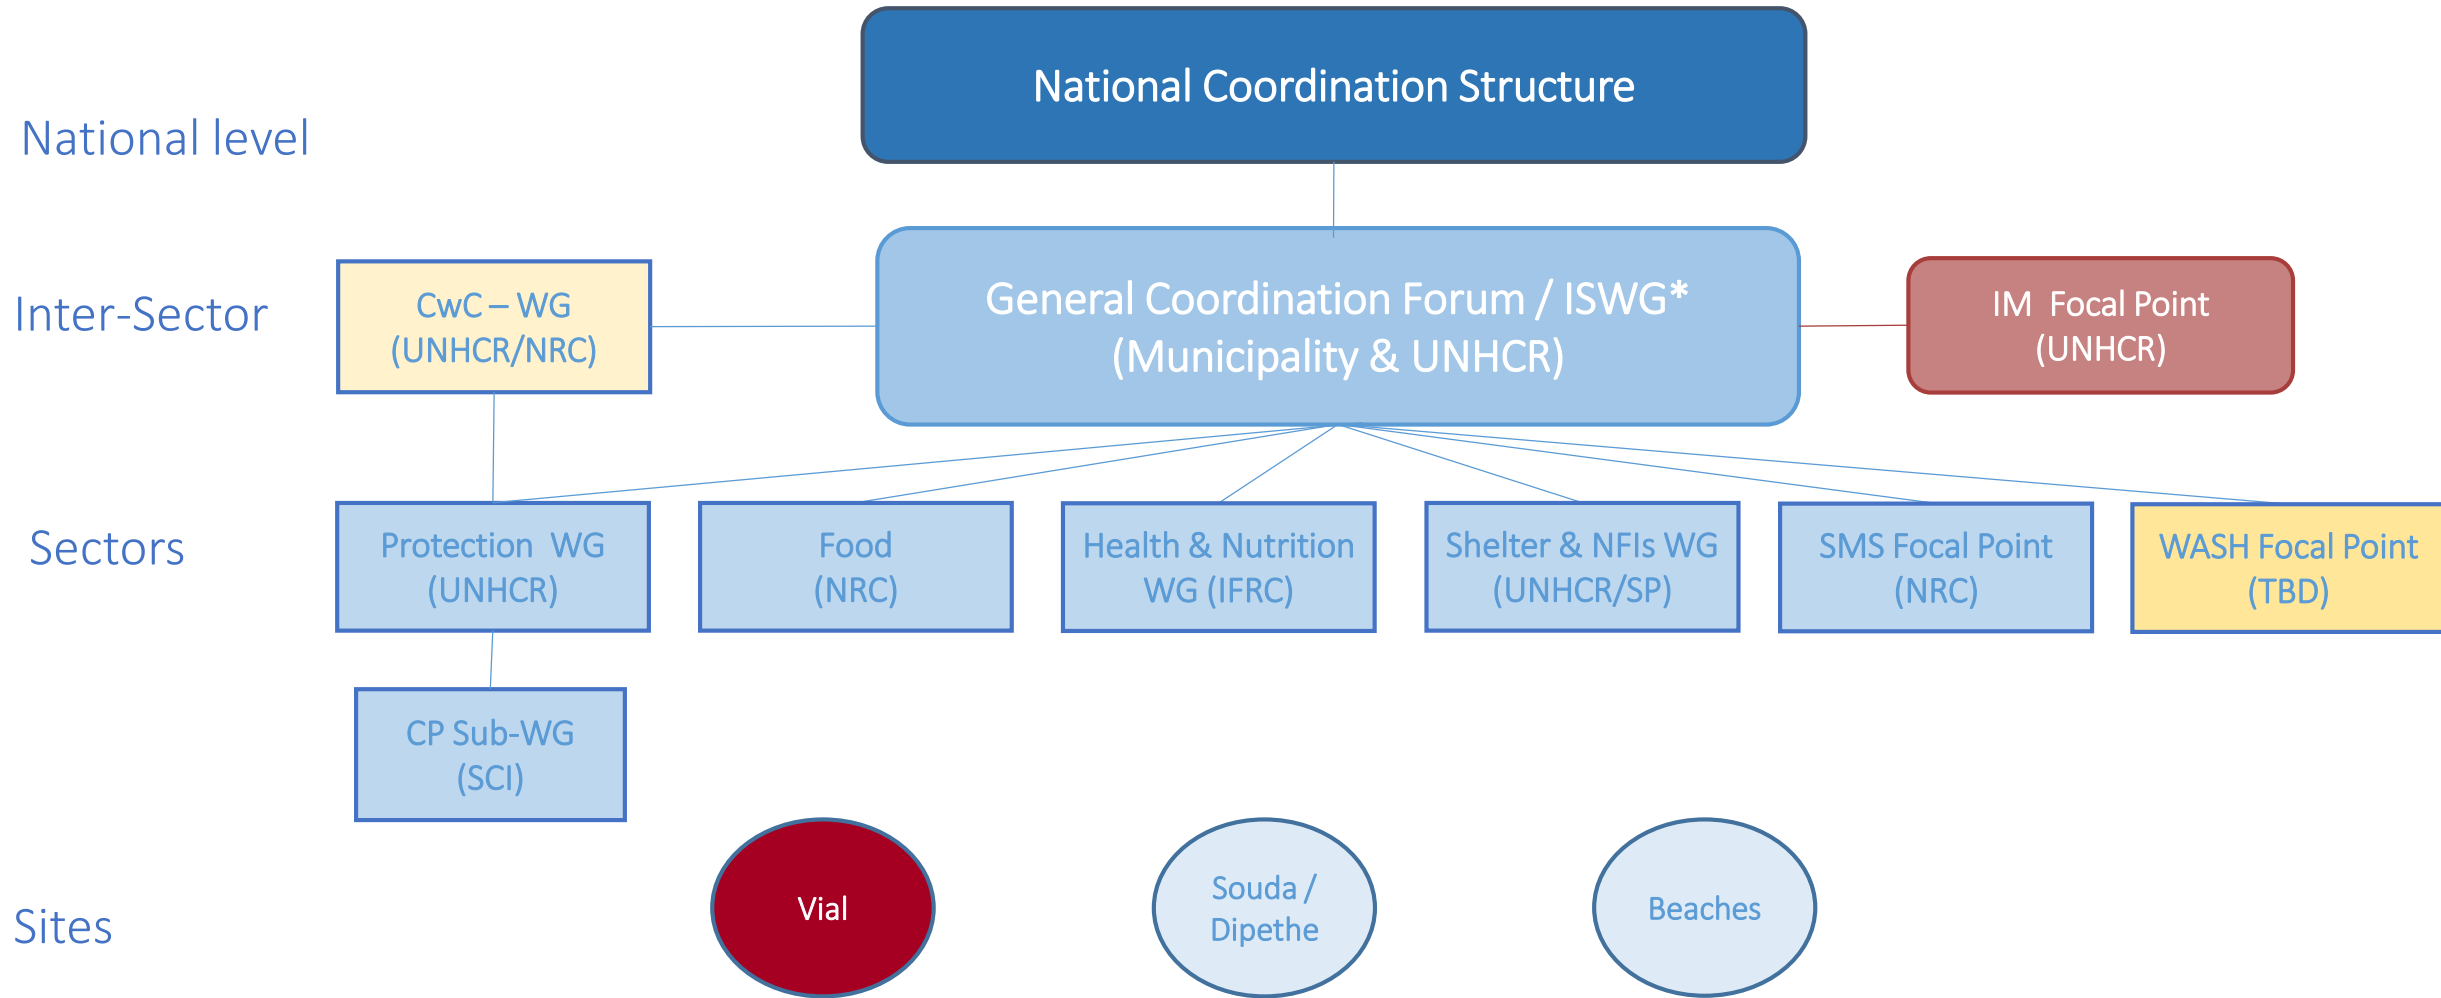 National Coordination Structure
National level
Inter-Sector
CwC – WG
(UNHCR/NRC)
General Coordination Forum / ISWG*
(Municipality & UNHCR)
IM Focal Point
(UNHCR)
Sectors
Protection WG
(UNHCR)
Food
(NRC)
Health & Nutrition
WG (IFRC)
Shelter & NFIs WG
(UNHCR/SP)
SMS Focal Point
(NRC)
WASH Focal Point
(TBD)
CP Sub-WG
(SCI)
Sites
Vial
Souda /
Dipethe
Beaches